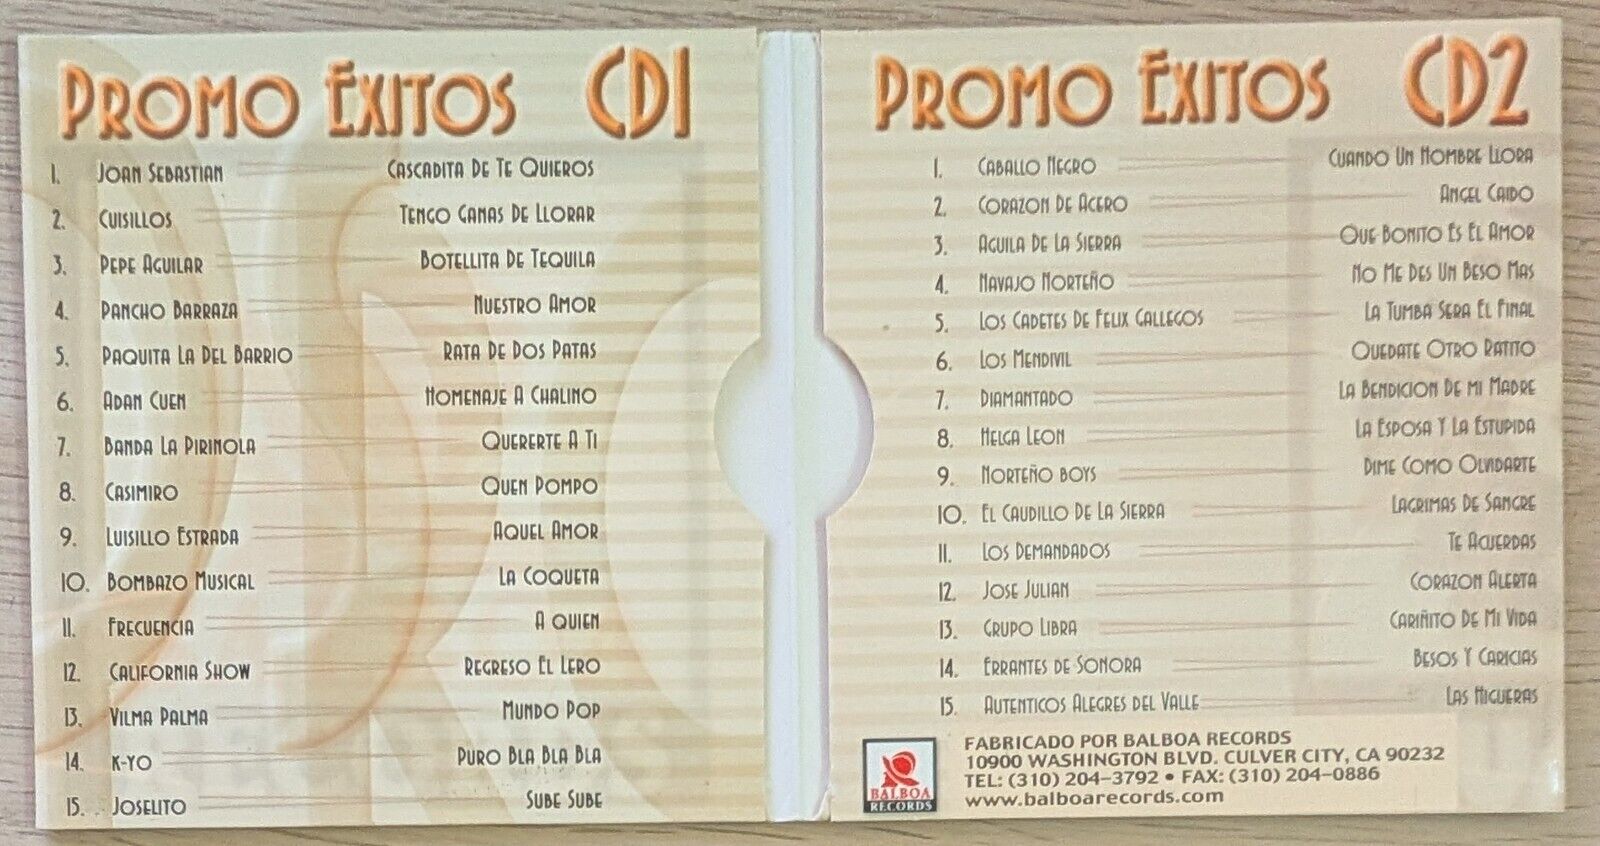 PROMO ÉXITOS CD1
1. JOAN SEBASTIAN CASCADITA DE TE QUIEROS
2. CUISILLOS TENGO GANAS DE LLORAR
3. PEPE AGUILAR BOTELLITA DE TEQUILA
4. PANCHO BARRAZA NUESTRO AMOR
5. PAQUITA LA DEL BARRIO RATA DE DOS PATAS
6. ADAN CUEN HOMENAJE A CHALINO
7. BANDA LA PIRINOLA QUERERTE A TI
8. CASIMIRO QUEN POMPO
9. LUISILLO ESTRADA AQUEL AMOR
10. BOMBAZO MUSICAL LA COQUETA
11. FRECUENCIA A QUIEN
12. CALIFORNIA SHOW REGRESO EL LERO
13. VILMA PALMA MUNDO POP
14. K-YO PURO BLA BLA BLA
15. JOSELITO SUBE SUBE
PROMO ÉXITOS CD2
1. CABALLO NEGRO CUANDO UN HOMBRE LLORA
2. CORAZON DE ACERO ANGEL CAIDO
3. AGUILA DE LA SIERRA QUE BONITO ES EL AMOR
4. NAVAJO NORTEÑO NO ME DES UN BESO MAS
5. LOS CADETES DE FELIX GALLEGOS LA TUMBA SERA EL FINAL
6. LOS MENDIVIL QUEDATE OTRO RATITO
7. DIAMANTADO LA BENDICION DE MI MADRE
8. HELGA LEON LA ESPOSA Y LA ESTUPIDA
9. NORTEÑO BOYS DIME COMO OLVIDARTE
10. EL CAUDILLO DE LA SIERRA LAGRIMAS DE SANGRE
11. LOS DEMANDADOS TE ACUERDAS
12. JOSE JULIAN CORAZON ALERTA
13. GRUPO LIBRA CARIÑITO DE MI VIDA
14. ERRANTES DE SONORA BESOS Y CARICIAS
15. AUTENTICOS ALEGRES DEL VALLE LAS HIGUERAS
BALBOA
RECORDS
FABRICADO POR BALBOA RECORDS
10900 WASHINGTON BLVD. CULVER CITY, CA 90232
TEL: (310) 204-3792 • FAX: (310) 204-0886
www.balboarecords.com